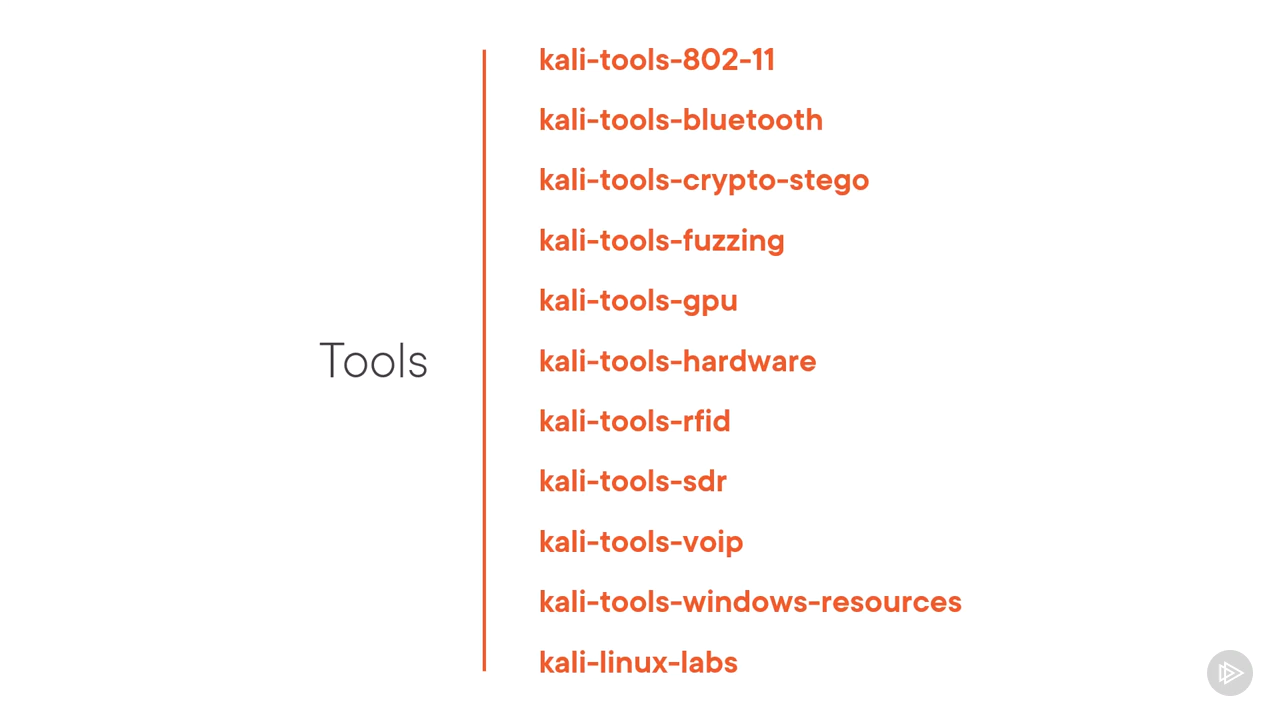 Tools
kali-tools-802-11
kali-tools-bluetooth
kali-tools-crypto-stego
kali-tools-fuzzing
kali-tools-gpu
kali-tools-hardware
kali-tools-rfid
kali-tools-sdr
kali-tools-voip
kali-tools-windows-resources
kali-linux-labs